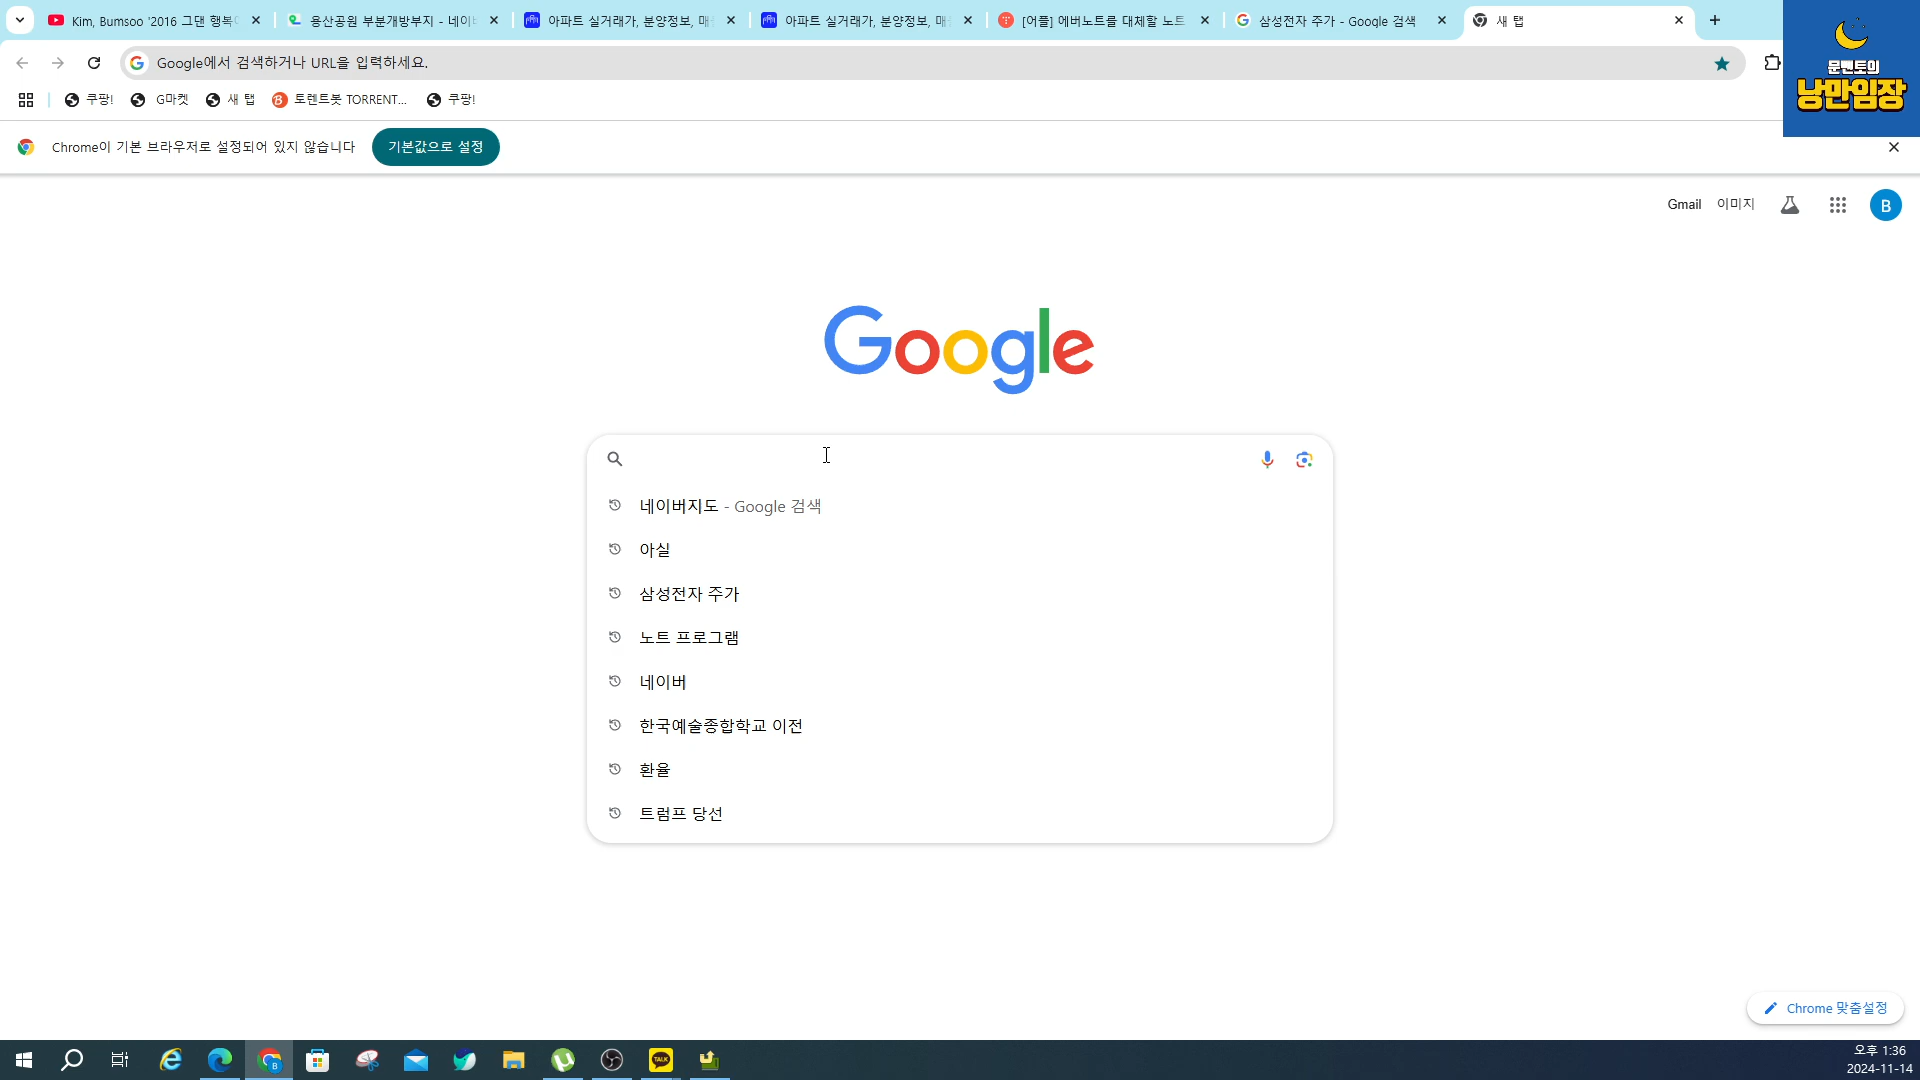 Kim, Bumsoo '2016 그댄 행복
용산공원 부분개방부지 - 네이버
아파트 실거래가, 분양정보, 매
아파트 실거래가, 분양정보, 매
[어플] 에버노트를 대체할 노트
삼성전자 주가 - Google 검색
새 탭
Google에서 검색하거나 URL을 입력하세요.
쿠팡!
G마켓
새 탭
토렌트봇 TORRENT...
쿠팡!
문멘토의
낭만임장
Chrome이 기본 브라우저로 설정되어 있지 않습니다
기본값으로 설정
Gmail
이미지
B
Google
네이버지도 - Google 검색
아실
삼성전자 주가
노트 프로그램
네이버
한국예술종합학교 이전
환율
트럼프 당선
Chrome 맞춤설정
TALK
오후 1:36
2024-11-14